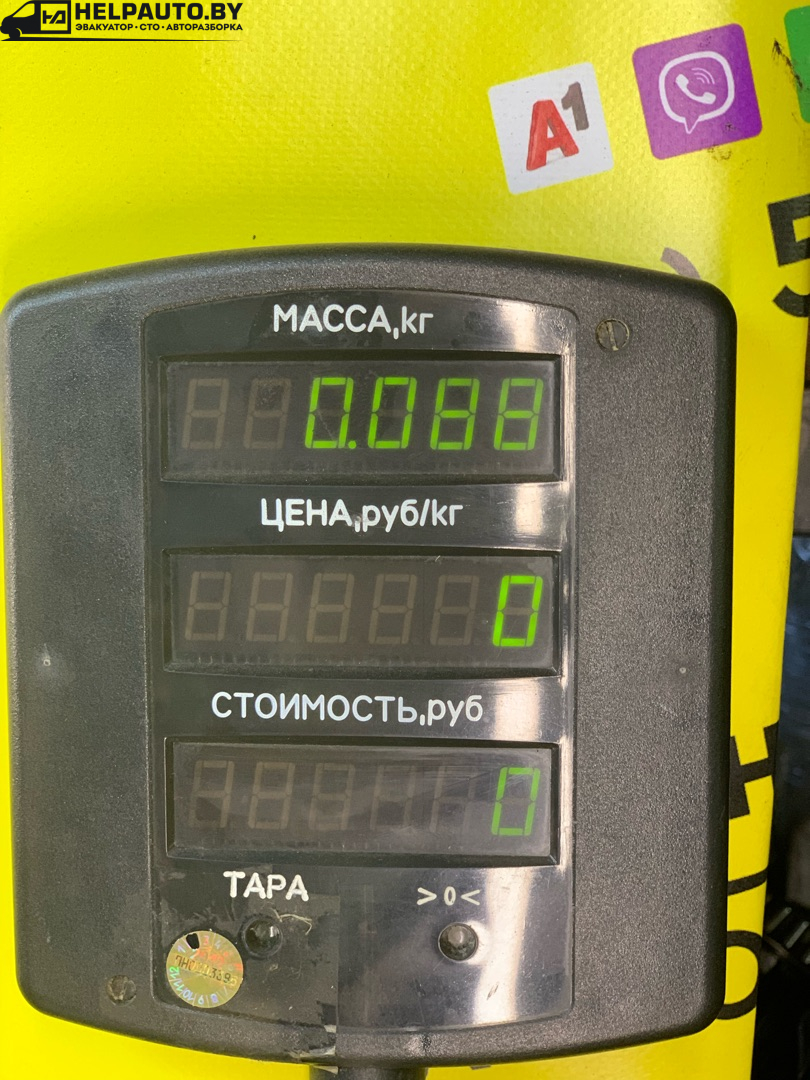 HELPAUTO.BY
ЭВАКУАТОР • СТО • АВТОРАЗБОРКА
A1
5
МАССА,кг
0.088
ЦЕНА,руб/кг
0
СТОИМОСТЬ,руб
0
ТАРА
>0<